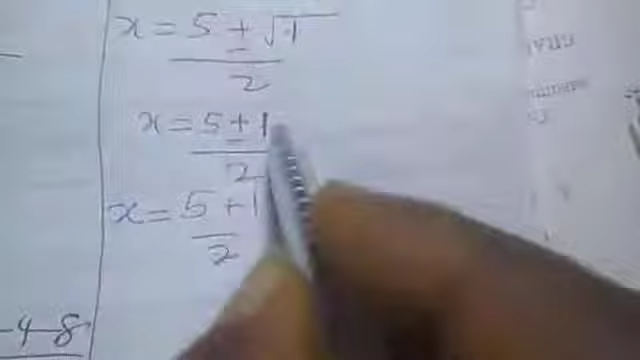 x = 5 ± √1
2
x = 5 ± 1
2
x = 5 + 1
2
-4-8